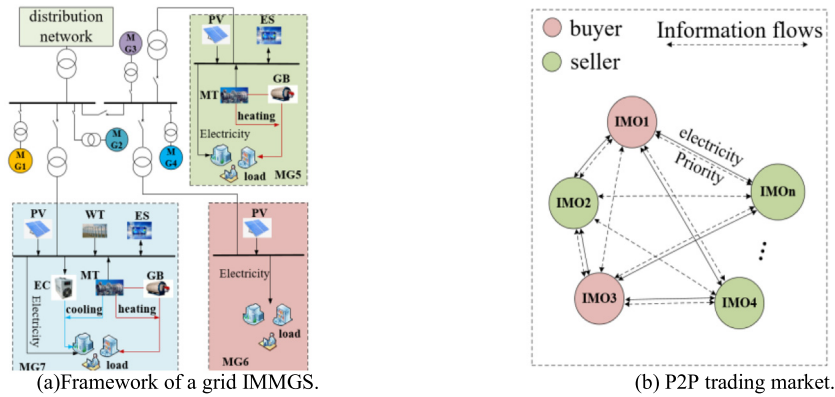 distribution
network
M
G3
M
G1
M
G2
M
G4
PV
ES
MT
GB
heating
Electricity
load
MG5
PV
WT
ES
EC
MT
GB
Electricity
cooling
heating
load
MG7
PV
Electricity
load
MG6
(a)Framework of a grid IMMGS.
buyer
seller
Information flows
IMO1
electricity
Priority
IMO2
IMOn
IMO3
IMO4
(b) P2P trading market.